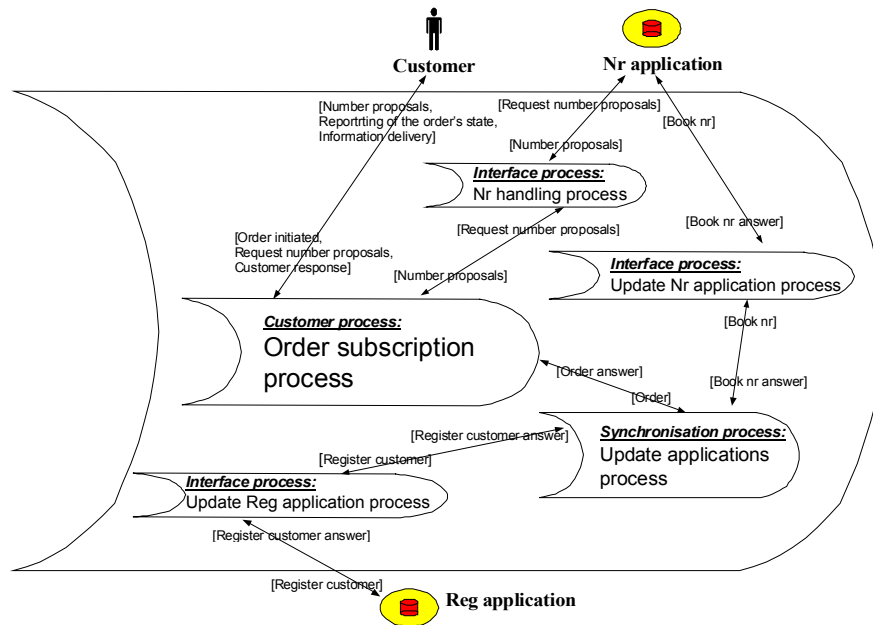 Customer
Nr application
[Number proposals,
Reportrting of the order's state,
Information delivery]
[Request number proposals]
[Book nr]
[Number proposals]
Interface process:
Nr handling process
[Request number proposals]
[Book nr answer]
[Order initiated,
Request number proposals,
Customer response]
[Number proposals]
Interface process:
Update Nr application process
Customer process:
Order subscription
process
[Book nr]
[Order answer]
[Book nr answer]
[Order]
[Register customer answer]
Synchronisation process:
Update applications
process
[Register customer]
Interface process:
Update Reg application process
[Register customer answer]
[Register customer]
Reg application